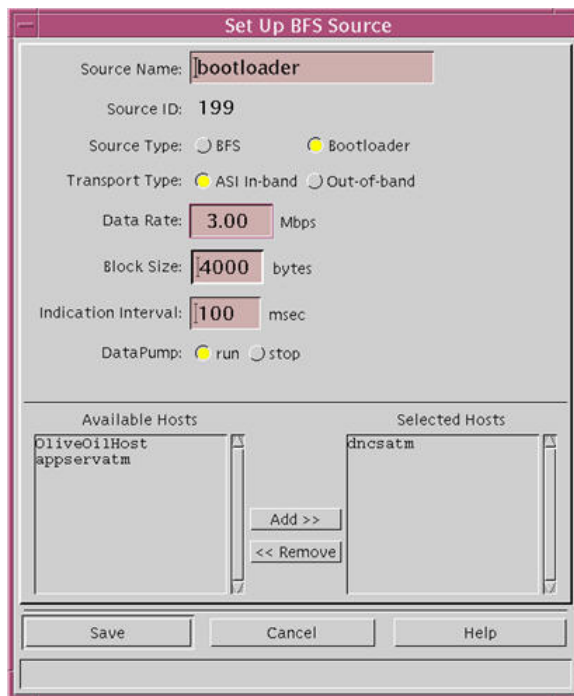 Set Up BFS Source
Source Name: bootloader
Source ID: 199
Source Type: BFS Bootloader
Transport Type: ASI In-band Out-of-band
Data Rate: 3.00 Mbps
Block Size: 4000 bytes
Indication Interval: 100 msec
DataPump: run stop
Available Hosts Selected Hosts
OliveOilHost dncsatm
appservatm
Add >>
<< Remove
Save Cancel Help